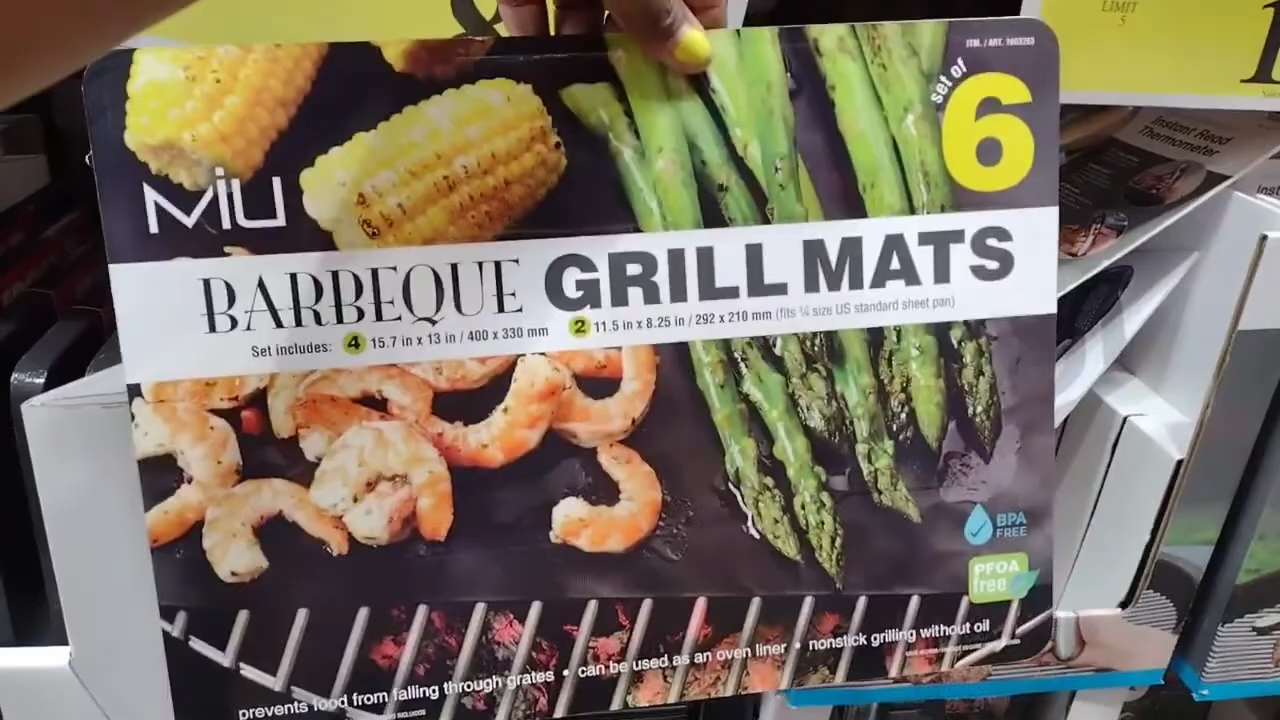 LIMIT
5
ITM. / ART. 1603203
set of
6
Instant Read
Thermometer
MIU
BARBEQUE GRILL MATS
Set includes: 4 15.7 in x 13 in / 400 x 330 mm 2 11.5 in x 8.25 in / 292 x 210 mm (fits ¼ size US standard sheet pan)
BPA
FREE
PFOA
free
prevents food from falling through grates • can be used as an oven liner • nonstick grilling without oil